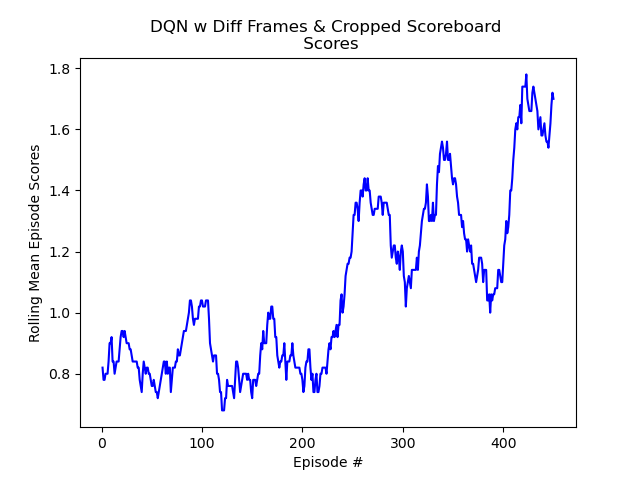 DQN w Diff Frames & Cropped Scoreboard
Scores
1.8
1.6
1.4
1.2
1.0
0.8
Rolling Mean Episode Scores
0 100 200 300 400
Episode #